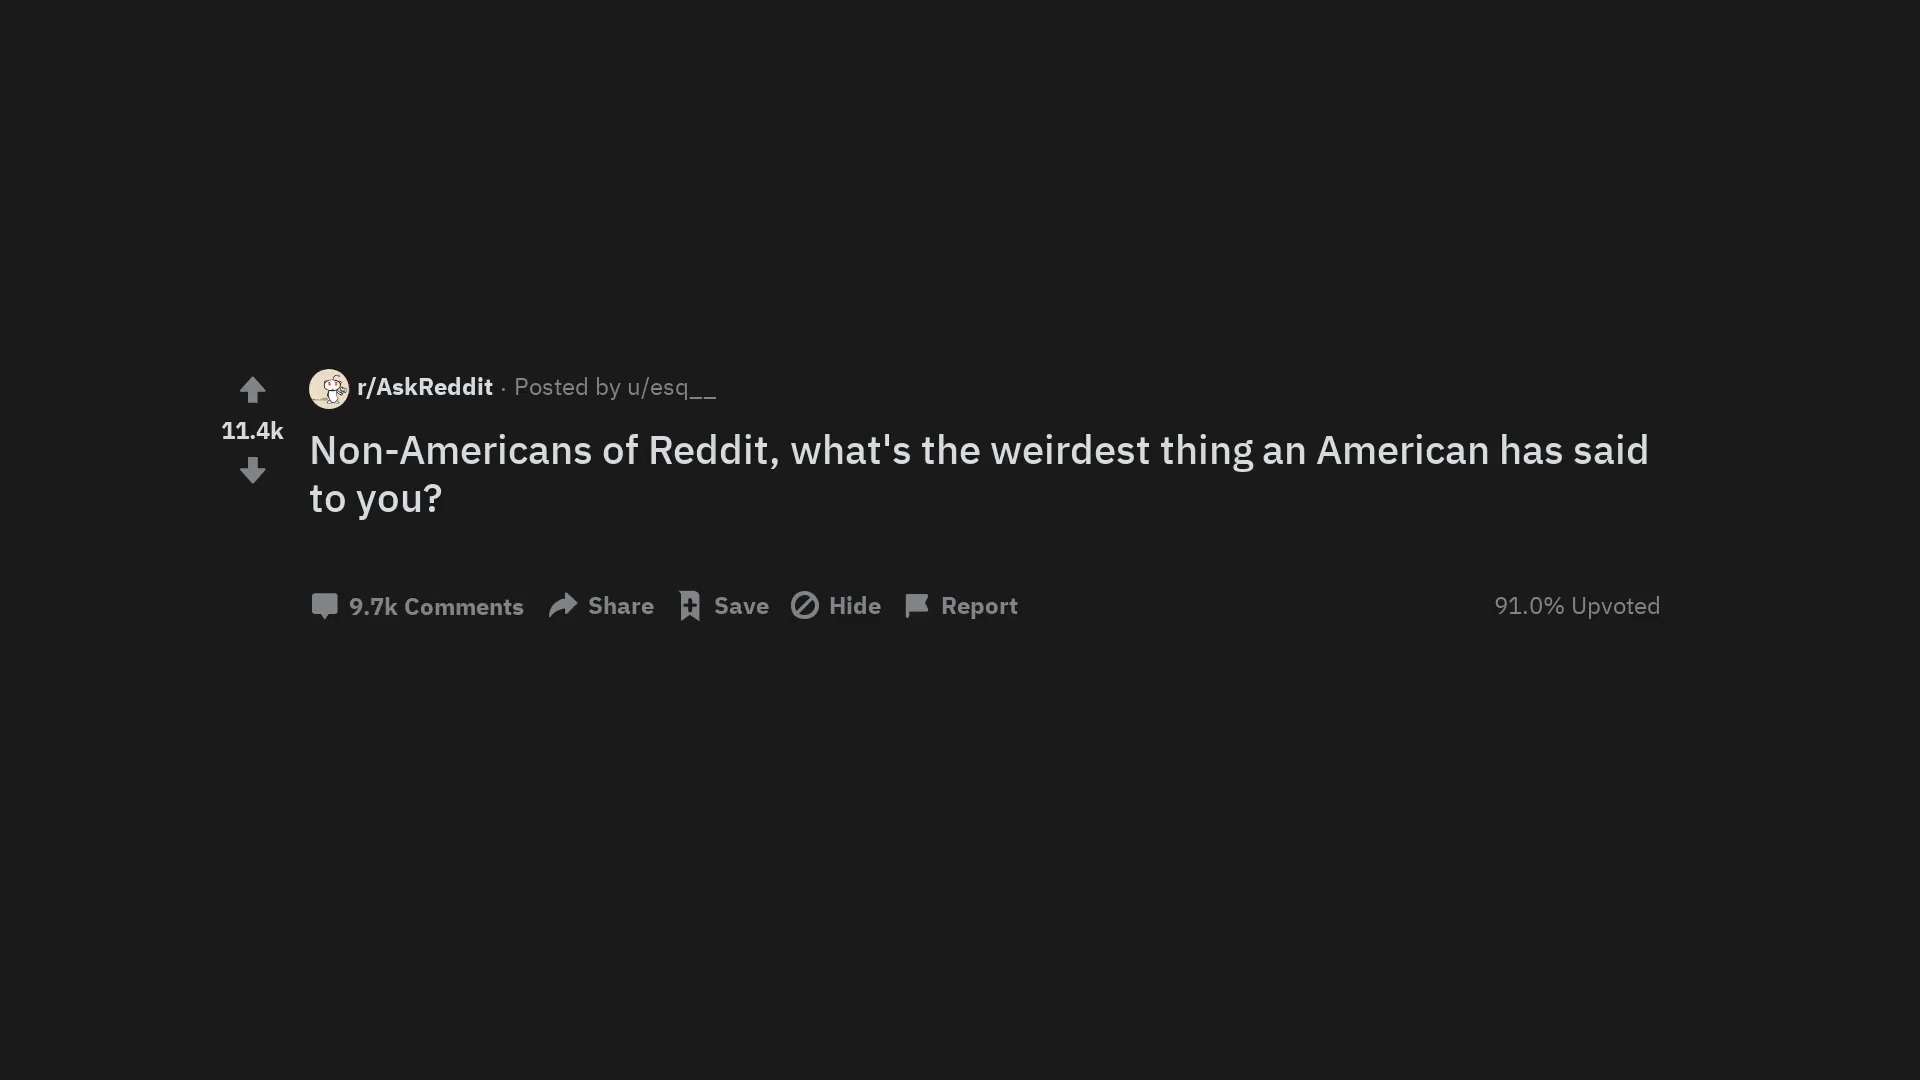 r/AskReddit · Posted by u/esq__
11.4k
Non-Americans of Reddit, what's the weirdest thing an American has said
to you?
9.7k Comments Share Save Hide Report 91.0% Upvoted